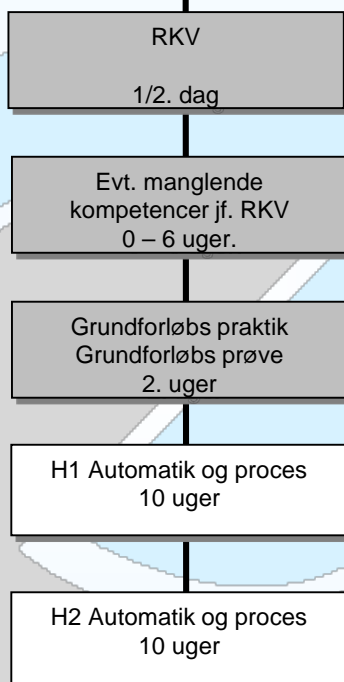 RKV
1/2. dag
Evt. manglende
kompetencer jf. RKV
0 – 6 uger.
Grundforløbs praktik
Grundforløbs prøve
2. uger
H1 Automatik og proces
10 uger
H2 Automatik og proces
10 uger